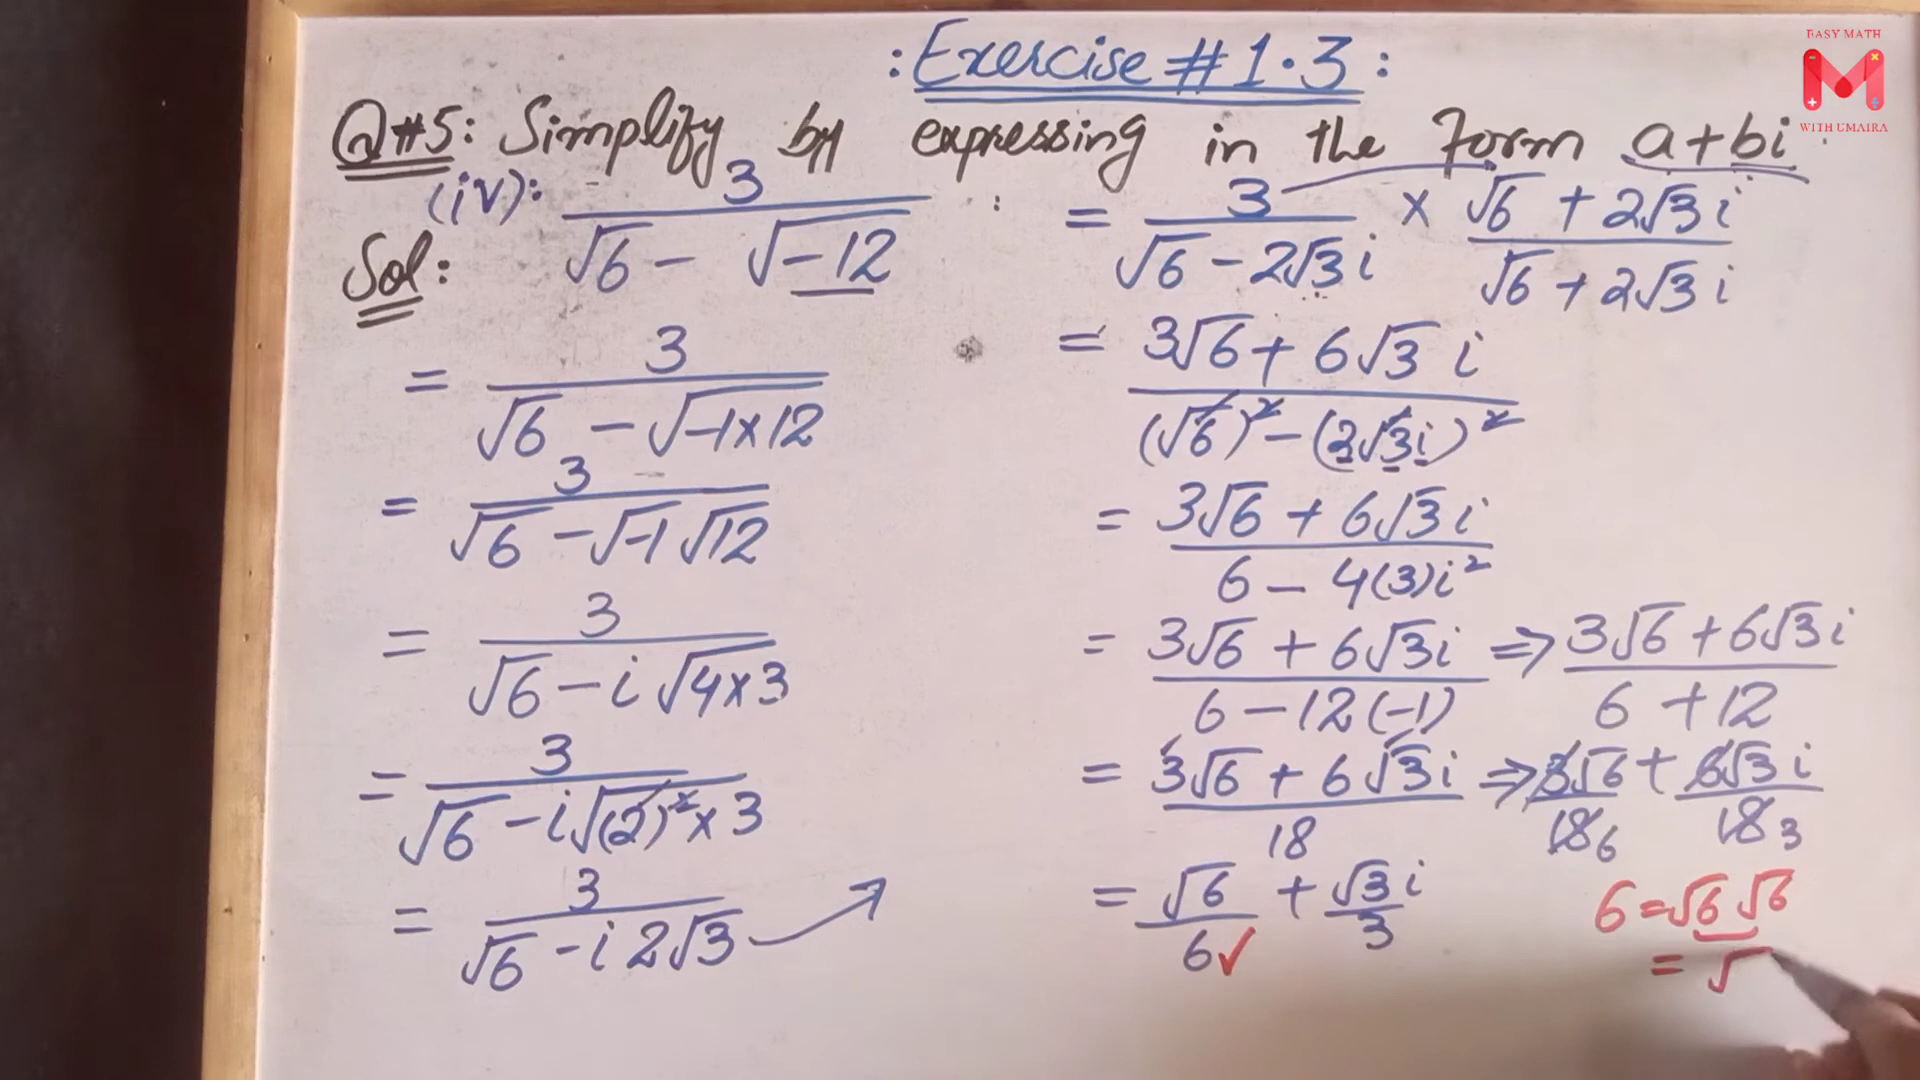 : Exercise # 1.3 :
EASY MATH
M
WITH UMAIRA
Q#5: Simplify by expressing in the form a+bi.
(iv): 3 / (√6 - √-12)
Sol:
= 3 / (√6 - √-1×12)
= 3 / (√6 - √-1 √12)
= 3 / (√6 - i √4×3)
= 3 / (√6 - i √(2)²×3)
= 3 / (√6 - i 2√3)
= 3 / (√6 - 2√3 i) × (√6 + 2√3 i) / (√6 + 2√3 i)
= (3√6 + 6√3 i) / ((√6)² - (2√3 i)²)
= (3√6 + 6√3 i) / (6 - 4(3)i²)
= (3√6 + 6√3 i) / (6 - 12(-1)) ⇒ (3√6 + 6√3 i) / (6 + 12)
= (3√6 + 6√3 i) / 18 ⇒ 3√6 / 18 6 + 6√3 i / 18 3
= √6 / 6 ✓ + √3 i / 3
6 = √6 √6
= √